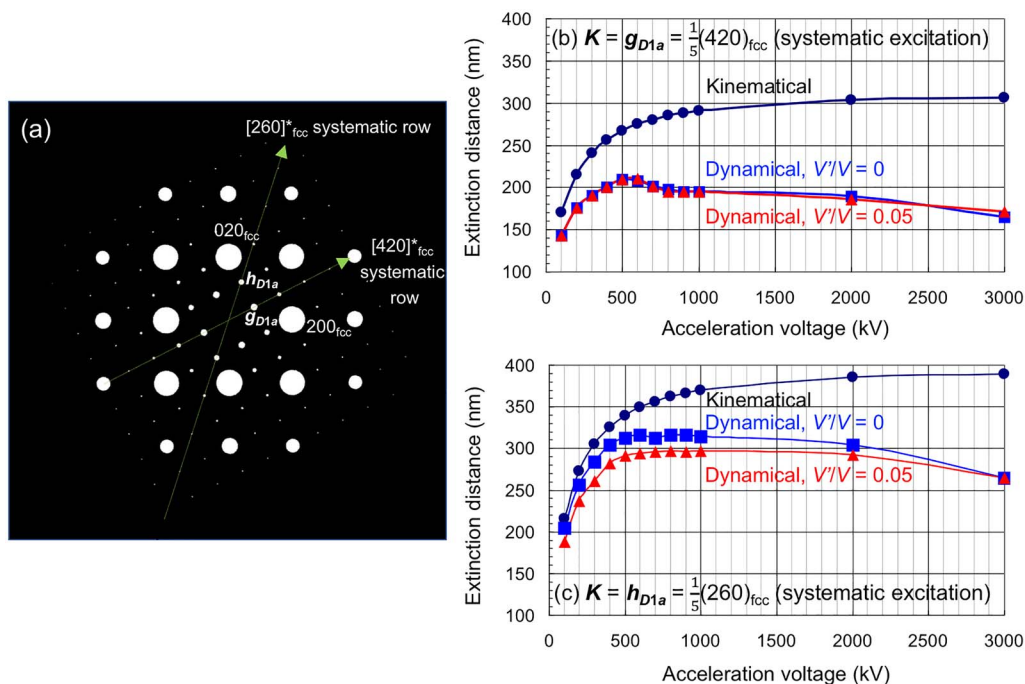 (a)
[260]*fcc systematic row
020fcc
[420]*fcc
systematic
row
hD1a
gD1a
200fcc
Extinction distance (nm)
400
350
300
250
200
150
100
(b) K = gD1a = 1/5(420)fcc (systematic excitation)
Kinematical
Dynamical, V'/V = 0
Dynamical, V'/V = 0.05
0 500 1000 1500 2000 2500 3000
Acceleration voltage (kV)
Extinction distance (nm)
400
350
300
250
200
150
100
Kinematical
Dynamical, V'/V = 0
Dynamical, V'/V = 0.05
(c) K = hD1a = 1/5(260)fcc (systematic excitation)
0 500 1000 1500 2000 2500 3000
Acceleration voltage (kV)